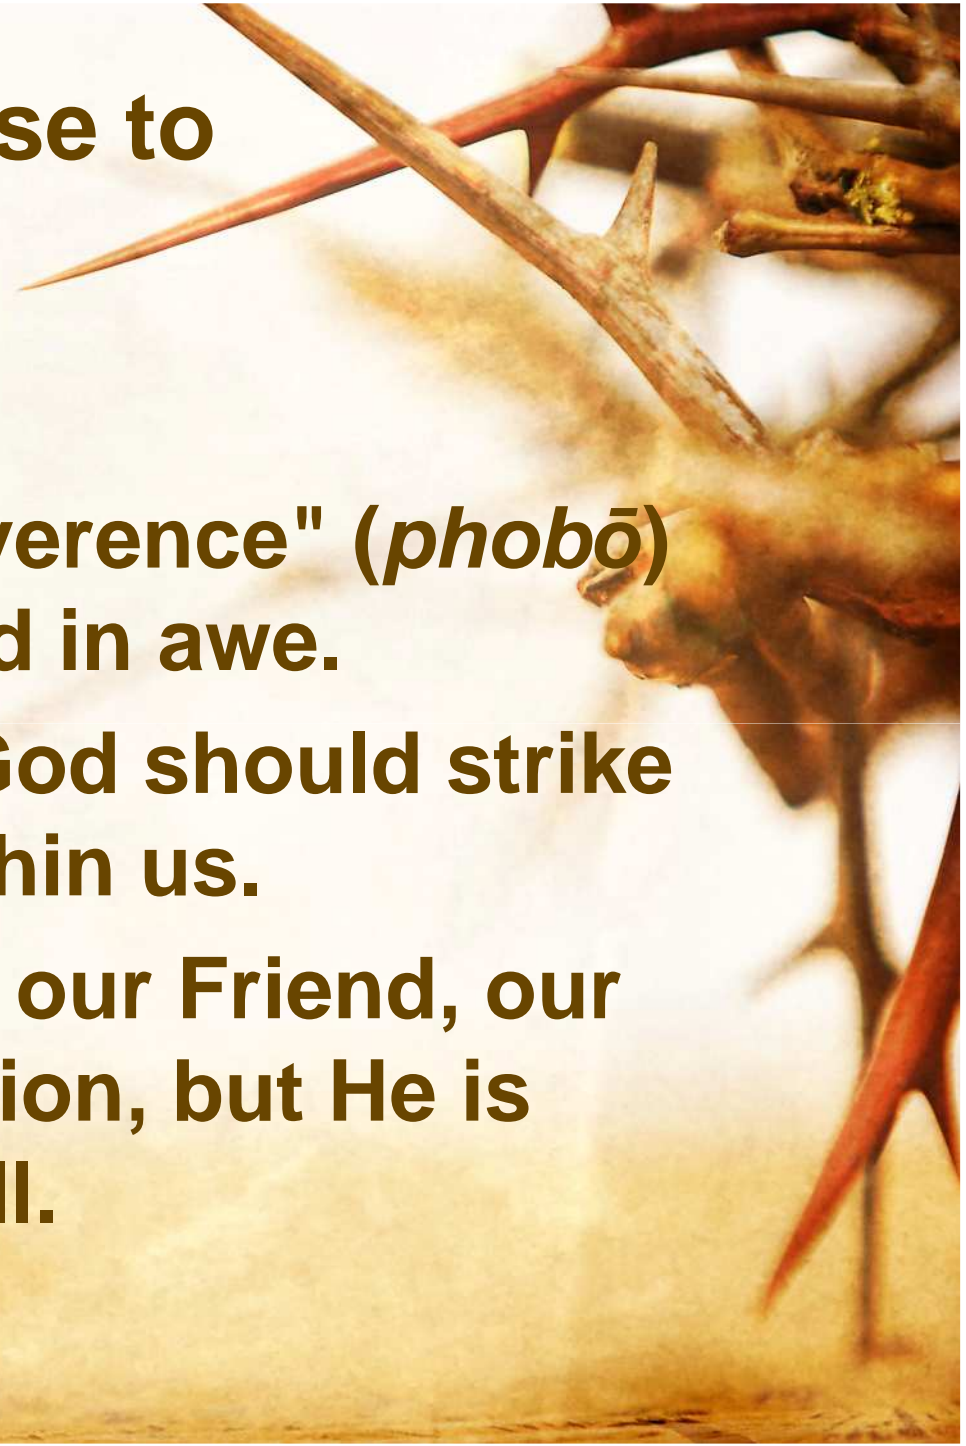 se to
verence" (phobō)
d in awe.
God should strike
hin us.
our Friend, our
ion, but He is
ll.